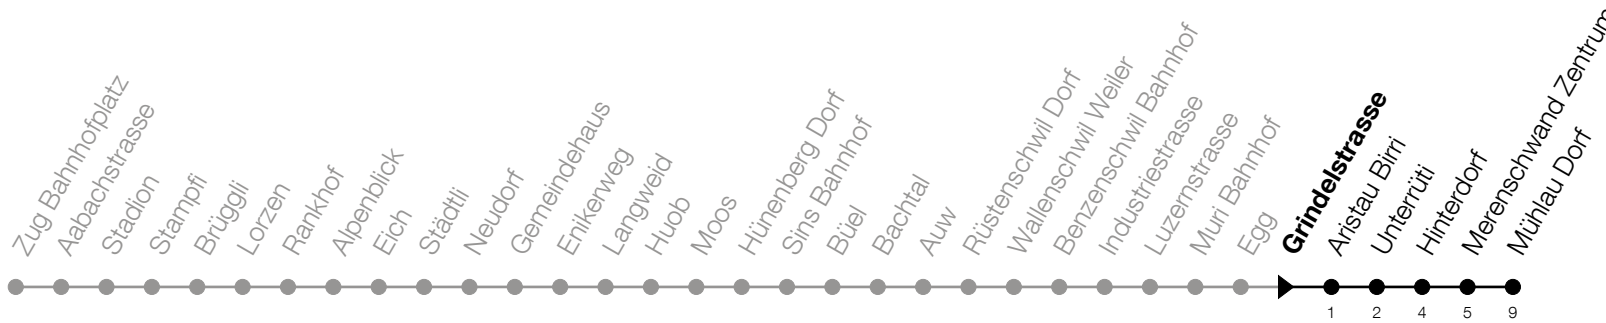 Zug Bahnhofplatz
Aabachstrasse
Stadion
Stampfi
Brüggli
Lorzen
Rankhof
Alpenblick
Eich
Städtli
Neudorf
Gemeindehaus
Enikerweg
Langweid
Huob
Moos
Hünenberg Dorf
Sins Bahnhof
Büel
Bachtal
Auw
Rüstenschwil Dorf
Wallenschwil Weiler
Benzenschwil Bahnhof
Industriestrasse
Luzernstrasse
Muri Bahnhof
Egg
Grindelstrasse
Aristau Birri
Unterrüti
Hinterdorf
Merenschwand Zentrum
Mühlau Dorf
1 2 4 5 9